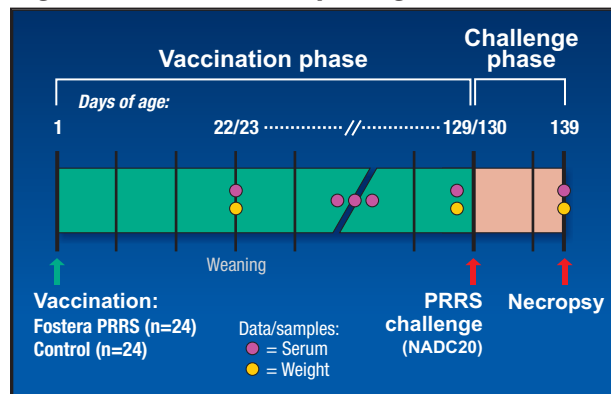 Vaccination phase
Challenge
phase
Days of age:
1
22/23 ·············// ·············· 129/130
139
Weaning
Vaccination:
Fostera PRRS (n=24)
Control (n=24)
Data/samples:
= Serum
= Weight
PRRS
challenge
(NADC20)
Necropsy